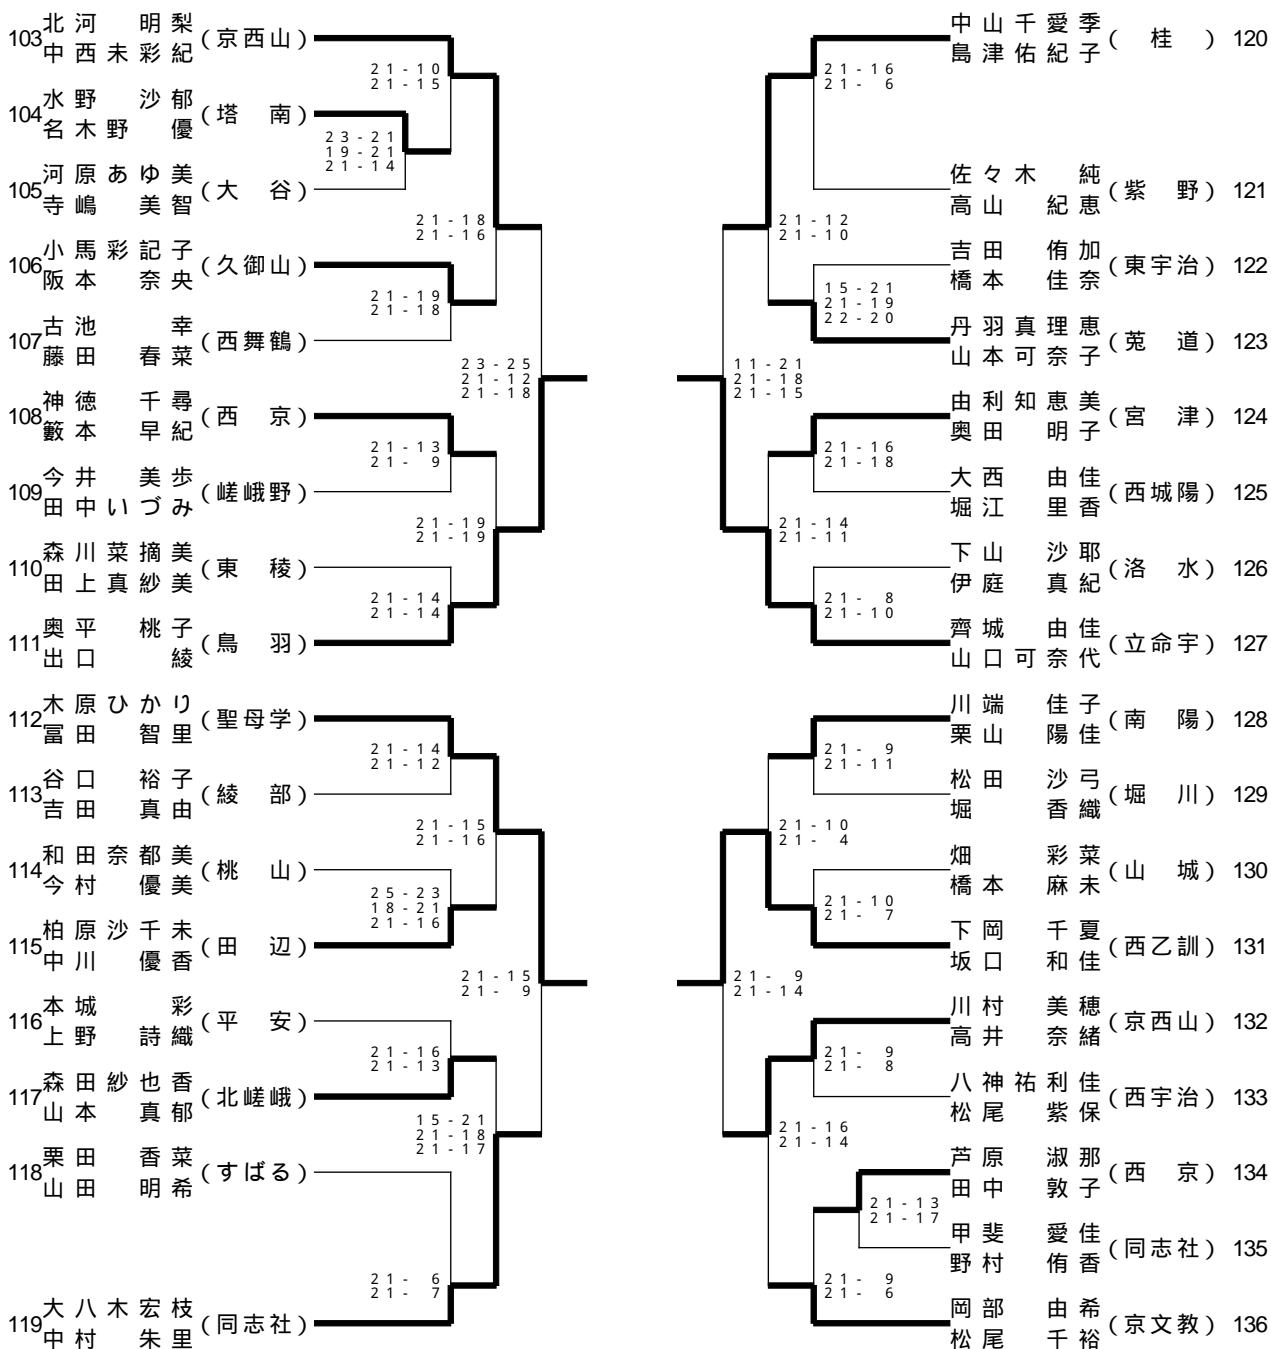 103 北河 明梨 (京西山)
中西未彩紀
21-10
21-15
104 水野 沙郁 (塔 南)
名木野 優
23-21
19-21
21-14
105 河原あゆ美 (大 谷)
寺嶋 美智
21-18
21-16
106 小馬彩記子 (久御山)
阪本 奈央
21-19
21-18
107 古池 幸 (西舞鶴)
藤田 春菜
23-25
21-12
21-18
108 神徳 千尋 (西 京)
籔本 早紀
21-13
21-9
109 今井 美歩 (嵯峨野)
田中いづみ
21-19
21-19
110 森川菜摘美 (東 稜)
田上真紗美
21-14
21-14
111 奥平 桃子 (鳥 羽)
出口 綾
112 木原ひかり (聖母学)
冨田 智里
21-14
21-12
113 谷口 裕子 (綾 部)
吉田 真由
21-15
21-16
114 和田奈都美 (桃 山)
今村 優美
25-23
18-21
21-16
115 柏原沙千未 (田 辺)
中川 優香
21-15
21-9
116 本城 彩 (平 安)
上野 詩織
21-16
21-13
117 森田紗也香 (北嵯峨)
山本 真郁
15-21
21-18
21-17
118 栗田 香菜 (すばる)
山田 明希
21-6
21-7
119 大八木宏枝 (同志社)
中村 朱里
中山千愛季 (桂) 120
島津佑紀子
21-16
21-6
佐々木 純 (紫 野) 121
高山 紀恵
21-12
21-10
吉田 侑加 (東宇治) 122
橋本 佳奈
15-21
21-19
22-20
丹羽真理恵 (莵 道) 123
山本可奈子
11-21
21-18
21-15
由利知恵美 (宮 津) 124
奥田 明子
21-16
21-18
大西 由佳 (西城陽) 125
堀江 里香
21-14
21-11
下山 沙耶 (洛 水) 126
伊庭 真紀
21-8
21-10
齊城 由佳 (立命宇) 127
山口可奈代
川端 佳子 (南 陽) 128
栗山 陽佳
21-9
21-11
松田 沙弓 (堀 川) 129
堀 香織
21-10
21-4
畑 彩菜 (山 城) 130
橋本 麻未
21-10
21-7
下岡 千夏 (西乙訓) 131
坂口 和佳
21-9
21-14
川村 美穂 (京西山) 132
高井 奈緒
21-9
21-8
八神祐利佳 (西宇治) 133
松尾 紫保
21-16
21-14
芦原 淑那 (西 京) 134
田中 敦子
21-13
21-17
甲斐 愛佳 (同志社) 135
野村 侑香
21-9
21-6
岡部 由希 (京文教) 136
松尾 千裕